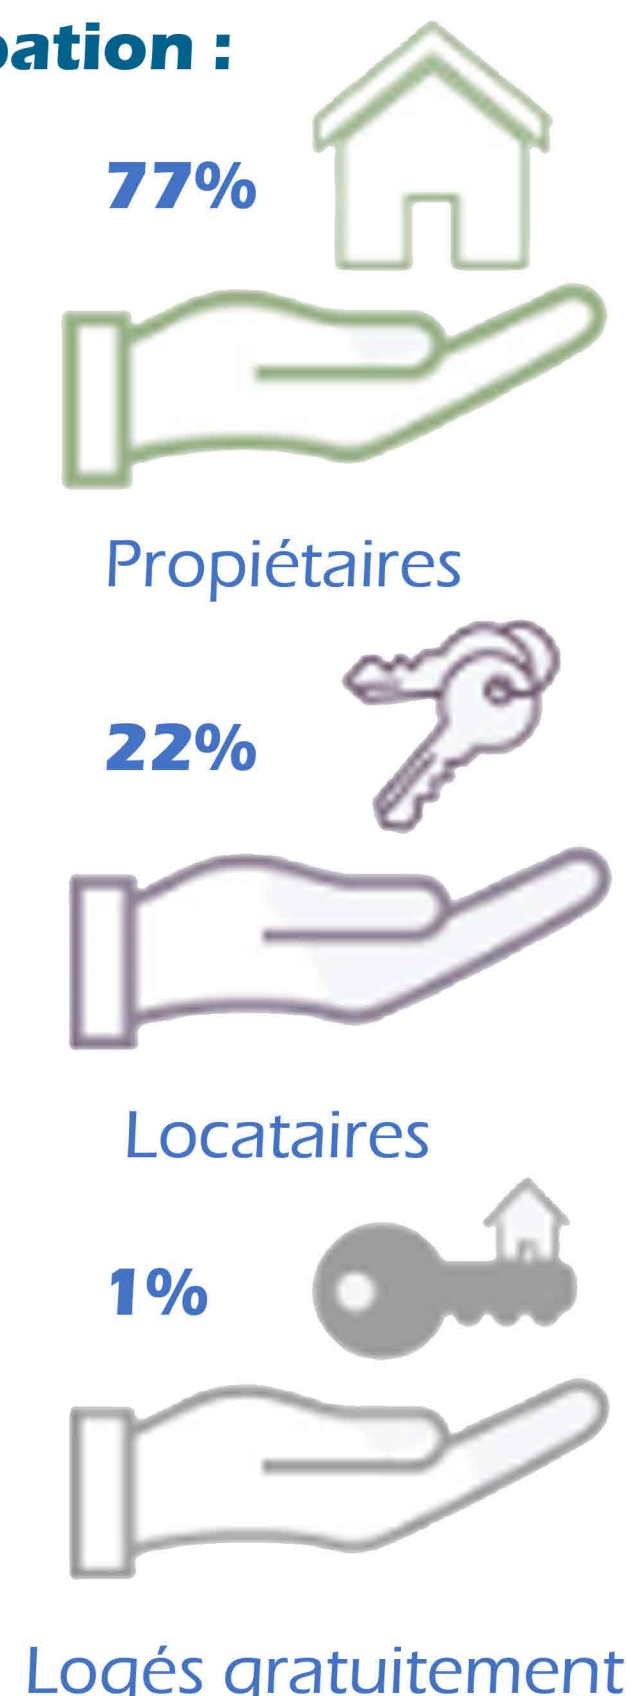 pation :
77%
Propiétaires
22%
Locataires
1%
Logés gratuitement